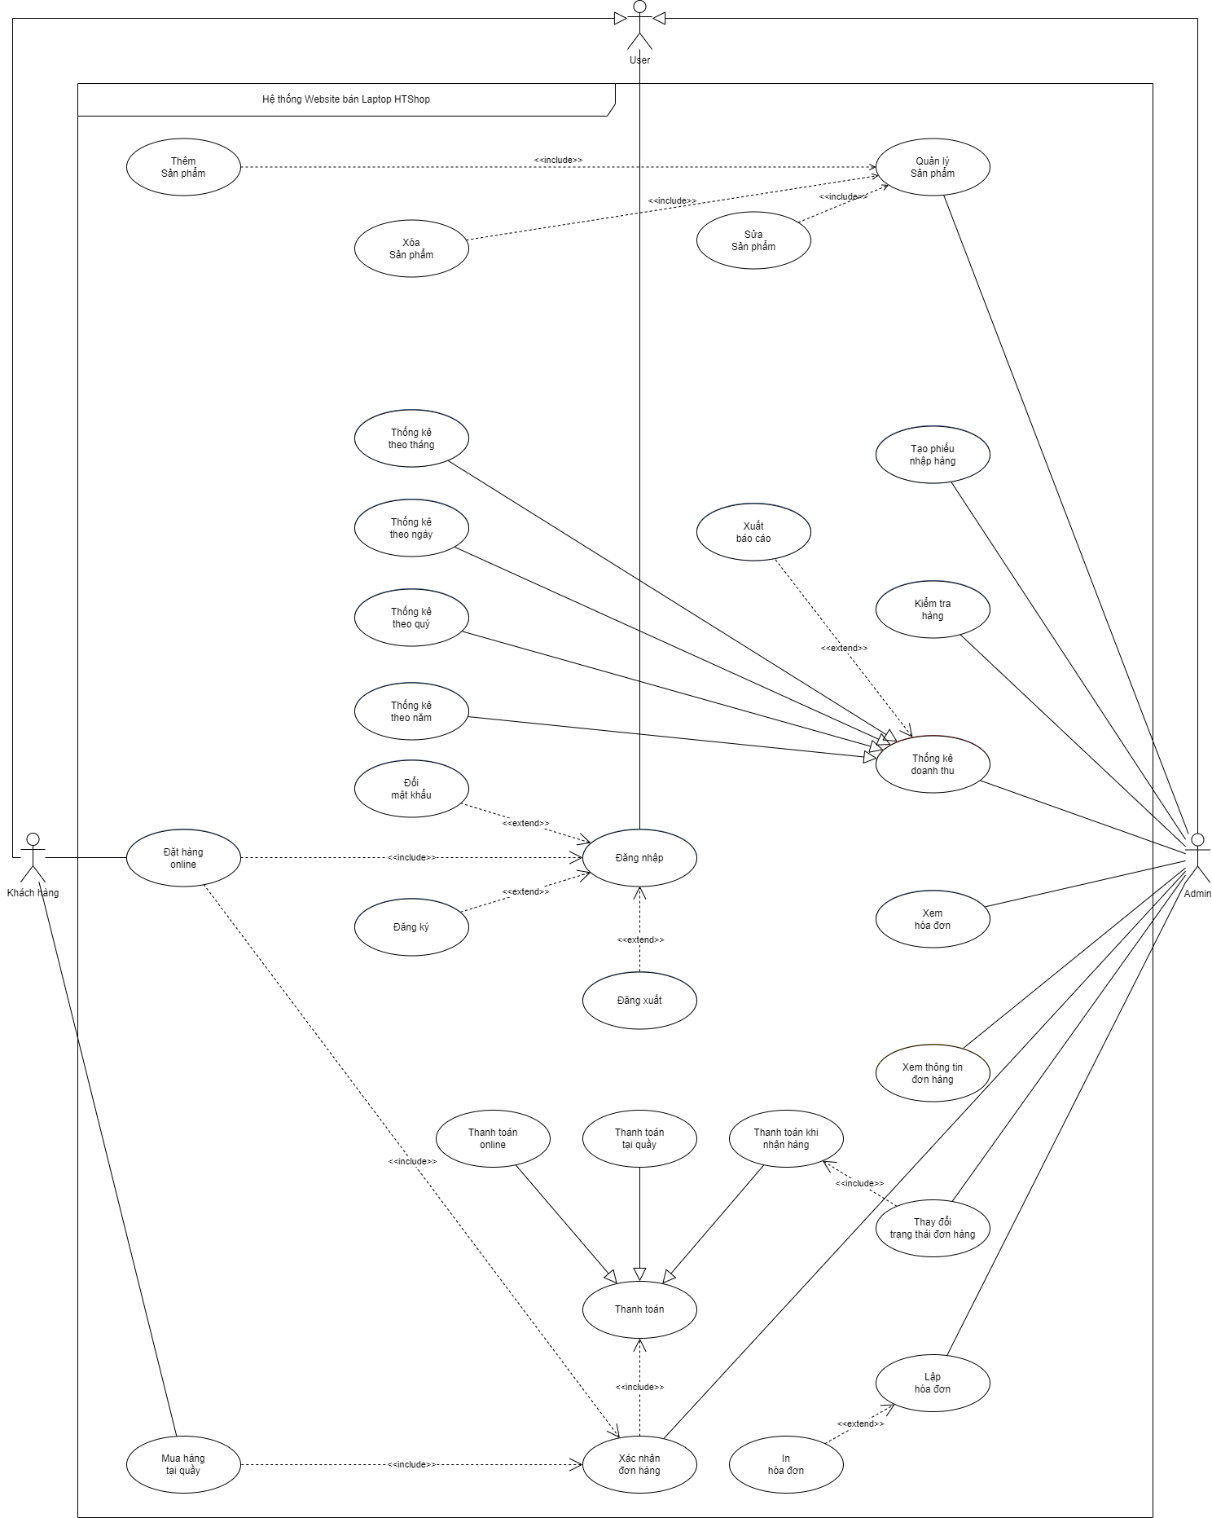 User
Hệ thống Website bán Laptop HTShop
Thêm
Sản phẩm
<<include>>
Quản lý
Sản phẩm
<<include>>
<<include>>
Xóa
Sản phẩm
Sửa
Sản phẩm
Thống kê
theo tháng
Tạo phiếu
nhập hàng
Thống kê
theo ngày
Xuất
báo cáo
Thống kê
theo quý
Kiểm tra
hàng
<<extend>>
Thống kê
theo năm
Thống kê
doanh thu
Đổi
mật khẩu
<<extend>>
Khách hàng
Đặt hàng
online
<<include>>
Đăng nhập
Admin
<<extend>>
Đăng ký
<<extend>>
Xem
hóa đơn
Đăng xuất
Xem thông tin
đơn hàng
Thanh toán
online
Thanh toán
tại quầy
Thanh toán khi
nhận hàng
<<include>>
<<include>>
Thay đổi
trạng thái đơn hàng
Thanh toán
<<include>>
Lập
hóa đơn
<<extend>>
Mua hàng
tại quầy
<<include>>
Xác nhận
đơn hàng
In
hóa đơn